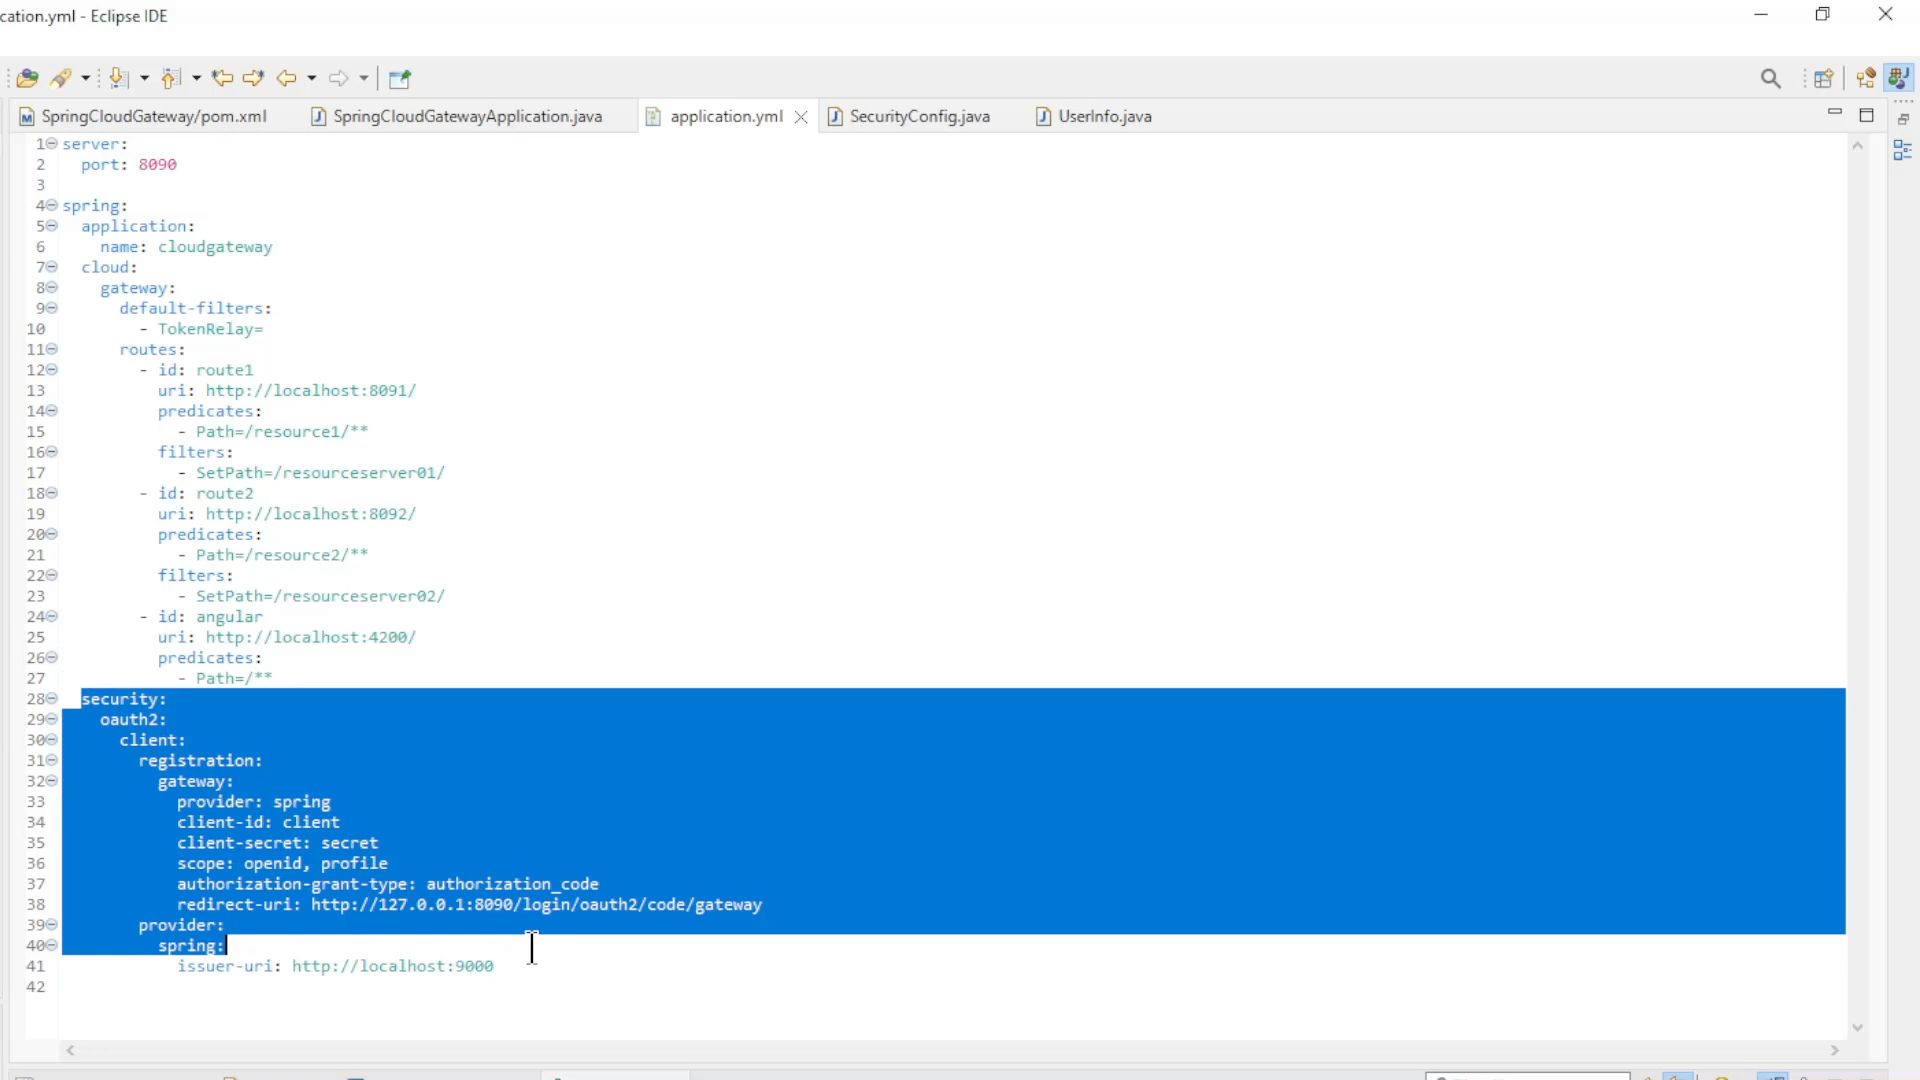 cation.yml - Eclipse IDE
SpringCloudGateway/pom.xml SpringCloudGatewayApplication.java application.yml SecurityConfig.java UserInfo.java
1 server:
2   port: 8090
3
4 spring:
5   application:
6     name: cloudgateway
7   cloud:
8     gateway:
9       default-filters:
10         - TokenRelay=
11       routes:
12         - id: route1
13           uri: http://localhost:8091/
14           predicates:
15             - Path=/resource1/**
16           filters:
17             - SetPath=/resourceserver01/
18         - id: route2
19           uri: http://localhost:8092/
20           predicates:
21             - Path=/resource2/**
22           filters:
23             - SetPath=/resourceserver02/
24         - id: angular
25           uri: http://localhost:4200/
26           predicates:
27             - Path=/**
28   security:
29     oauth2:
30       client:
31         registration:
32           gateway:
33             provider: spring
34             client-id: client
35             client-secret: secret
36             scope: openid, profile
37             authorization-grant-type: authorization_code
38             redirect-uri: http://127.0.0.1:8090/login/oauth2/code/gateway
39         provider:
40           spring:
41             issuer-uri: http://localhost:9000
42